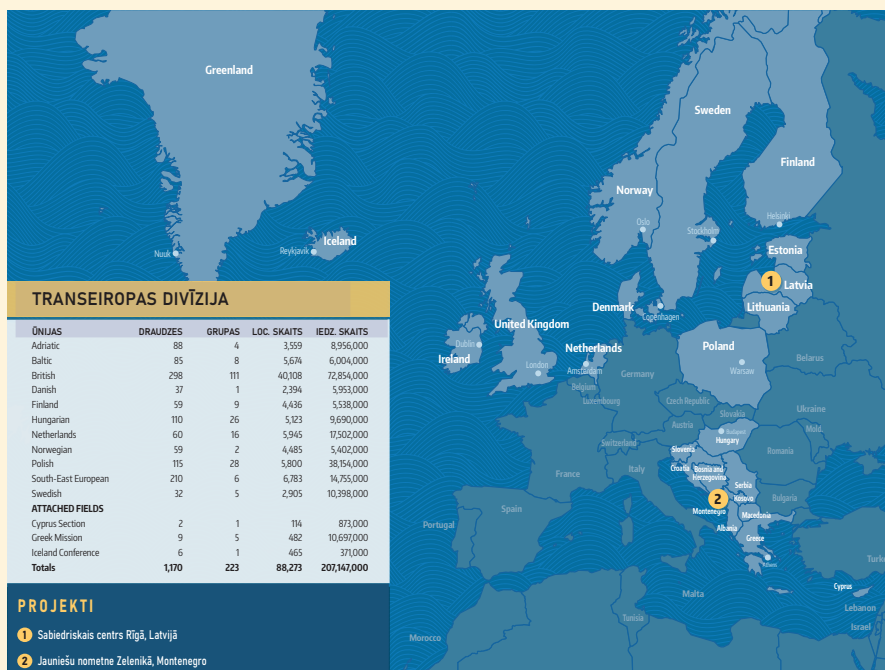 Greenland
Sweden
Finland
Norway
Oslo
Helsinki
Stockholm
Nuuk
Reykjavík
Iceland
Estonia
1
Latvia
Lithuania
Denmark
Copenhagen
United Kingdom
Dublin
Ireland
London
Netherlands
Amsterdam
Belgium
Luxembourg
Germany
Poland
Warsaw
Belarus
Czech Republic
Slovakia
Ukraine
Austria
Budapest
Hungary
Mold.
Switzerland
Slovenia
Romania
France
Italy
Croatia
Bosnia and
Herzegovina
Serbia
2
Kosovo
Bulgaria
Montenegro
Macedonia
Spain
Portugal
Albania
Greece
Athens
Turke
Malta
Cyprus
Lebanon
Israel
Tunisia
Morocco
TRANSEIROPAS DIVĪZIJA
ŪNIJAS DRAUDZES GRUPAS LOC. SKAITS IEDZ. SKAITS
Adriatic 88 4 3,559 8,956,000
Baltic 85 8 5,674 6,004,000
British 298 111 40,108 72,854,000
Danish 37 1 2,394 5,953,000
Finland 59 9 4,436 5,538,000
Hungarian 110 26 5,123 9,690,000
Netherlands 60 16 5,945 17,502,000
Norwegian 59 2 4,485 5,402,000
Polish 115 28 5,800 38,154,000
South-East European 210 6 6,783 14,755,000
Swedish 32 5 2,905 10,398,000
ATTACHED FIELDS
Cyprus Section 2 1 114 873,000
Greek Mission 9 5 482 10,697,000
Iceland Conference 6 1 465 371,000
Totals 1,170 223 88,273 207,147,000
PROJEKTI
1 Sabiedriskais centrs Rīgā, Latvijā
2 Jauniešu nometne Zelenikā, Montenegro